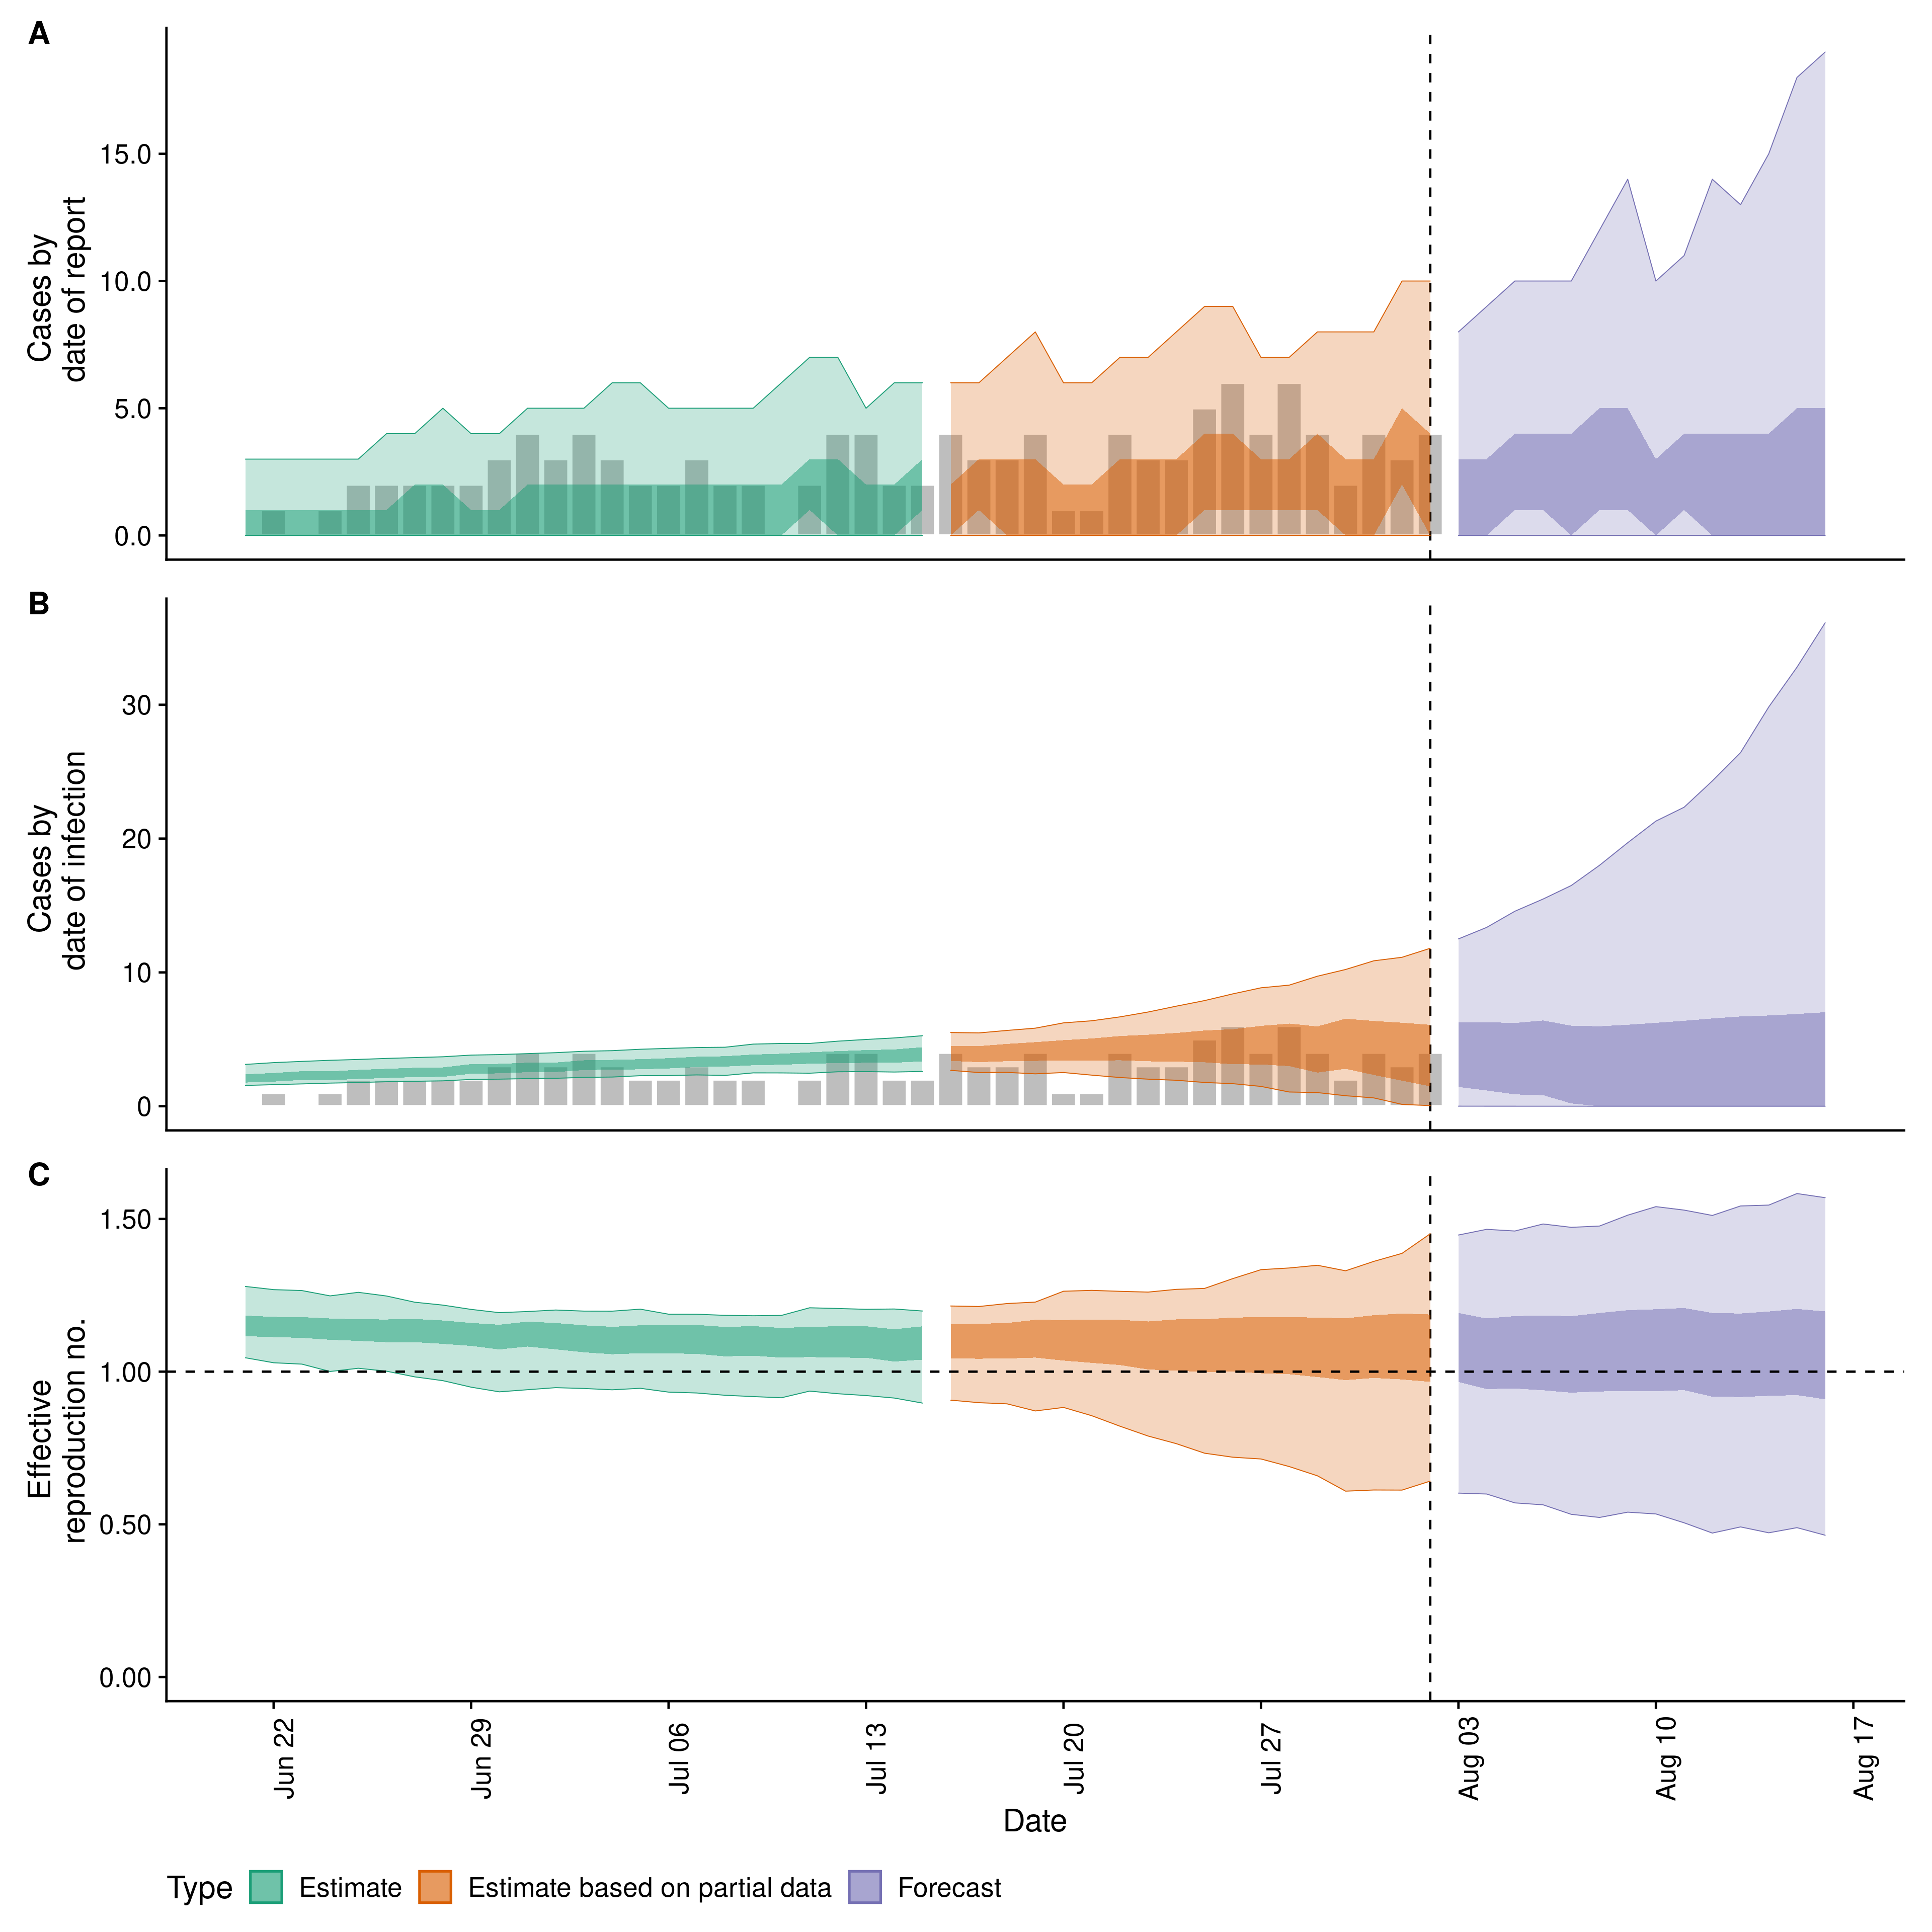 A
Cases by
date of report
15.0
10.0
5.0
0.0
B
Cases by
date of infection
30
20
10
0
C
Effective
reproduction no.
1.50
1.00
0.50
0.00
Jun 22
Jun 29
Jul 06
Jul 13
Jul 20
Jul 27
Aug 03
Aug 10
Aug 17
Date
Type Estimate Estimate based on partial data Forecast